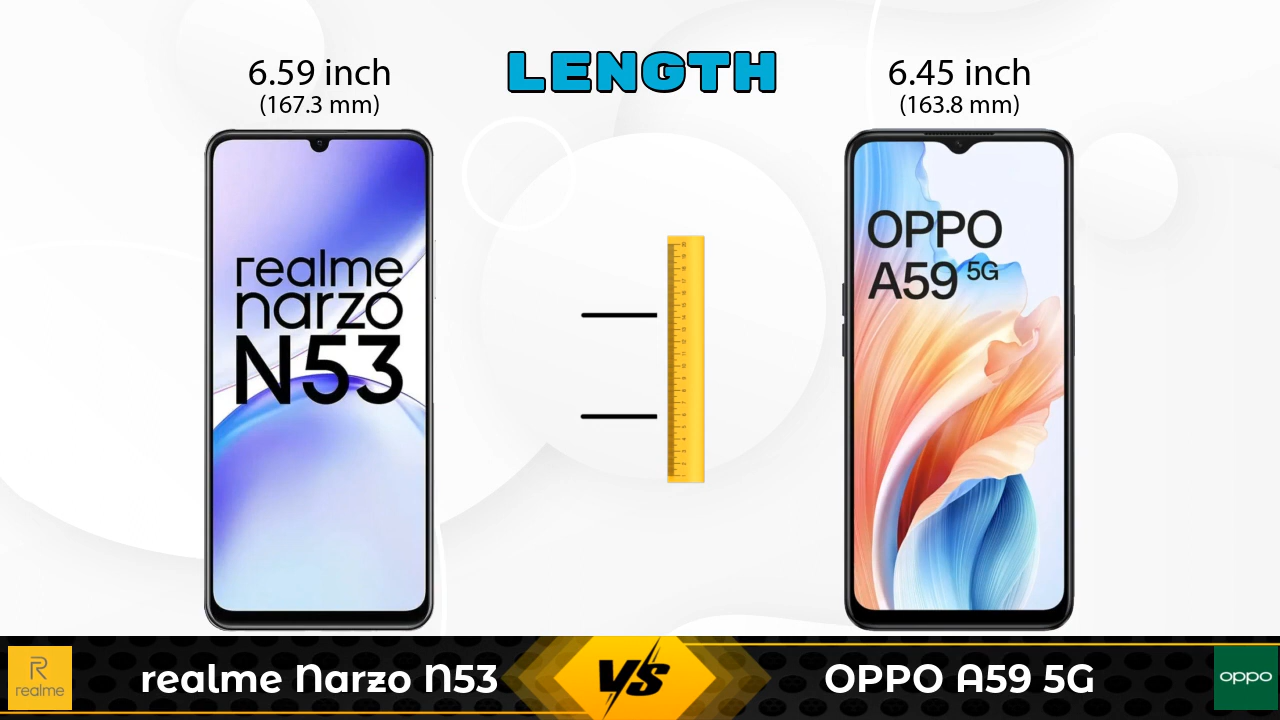 LENGTH
6.59 inch
(167.3 mm)
6.45 inch
(163.8 mm)
realme
narzo
N53
OPPO
A59 5G
realme
realme Narzo N53
VS
OPPO A59 5G
oppo